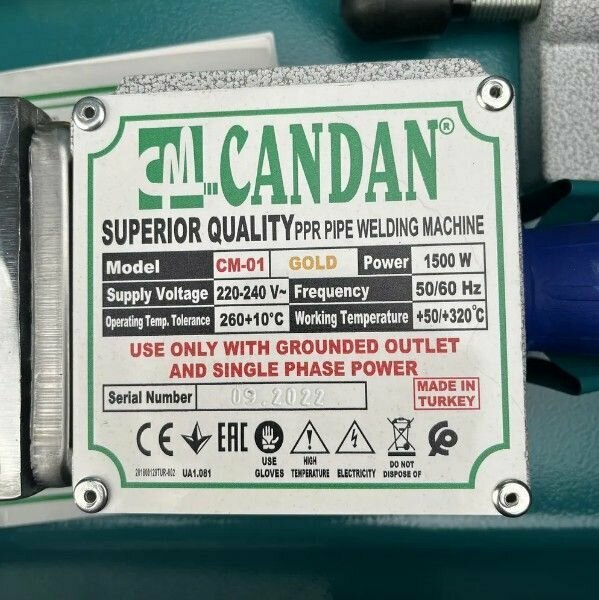 CM... CANDAN®
SUPERIOR QUALITY PPR PIPE WELDING MACHINE
Model CM-01 GOLD Power 1500 W
Supply Voltage 220-240 V~ Frequency 50/60 Hz
Operating Temp. Tolerance 260+10°C Working Temperature +50/+320°C
USE ONLY WITH GROUNDED OUTLET
AND SINGLE PHASE POWER
Serial Number 09.2022
MADE IN
TURKEY
CE EAC
USE
GLOVES
HIGH
TEMPERATURE
ELECTRICITY
DO NOT
DISPOSE OF
UA1.081